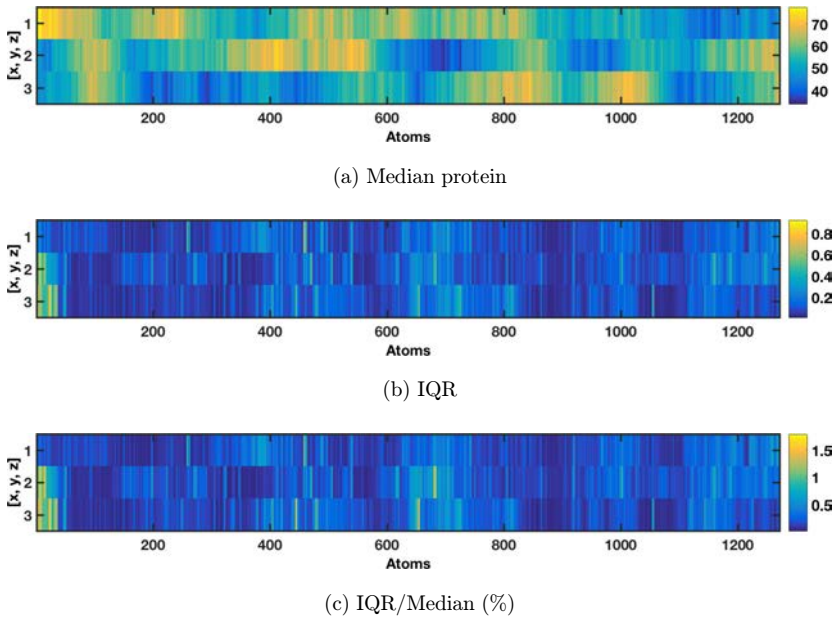 [x, y, z]
1
2
3
200 400 600 800 1000 1200
Atoms
70
60
50
40
(a) Median protein
[x, y, z]
1
2
3
200 400 600 800 1000 1200
Atoms
0.8
0.6
0.4
0.2
(b) IQR
[x, y, z]
1
2
3
200 400 600 800 1000 1200
Atoms
1.5
1
0.5
(c) IQR/Median (%)